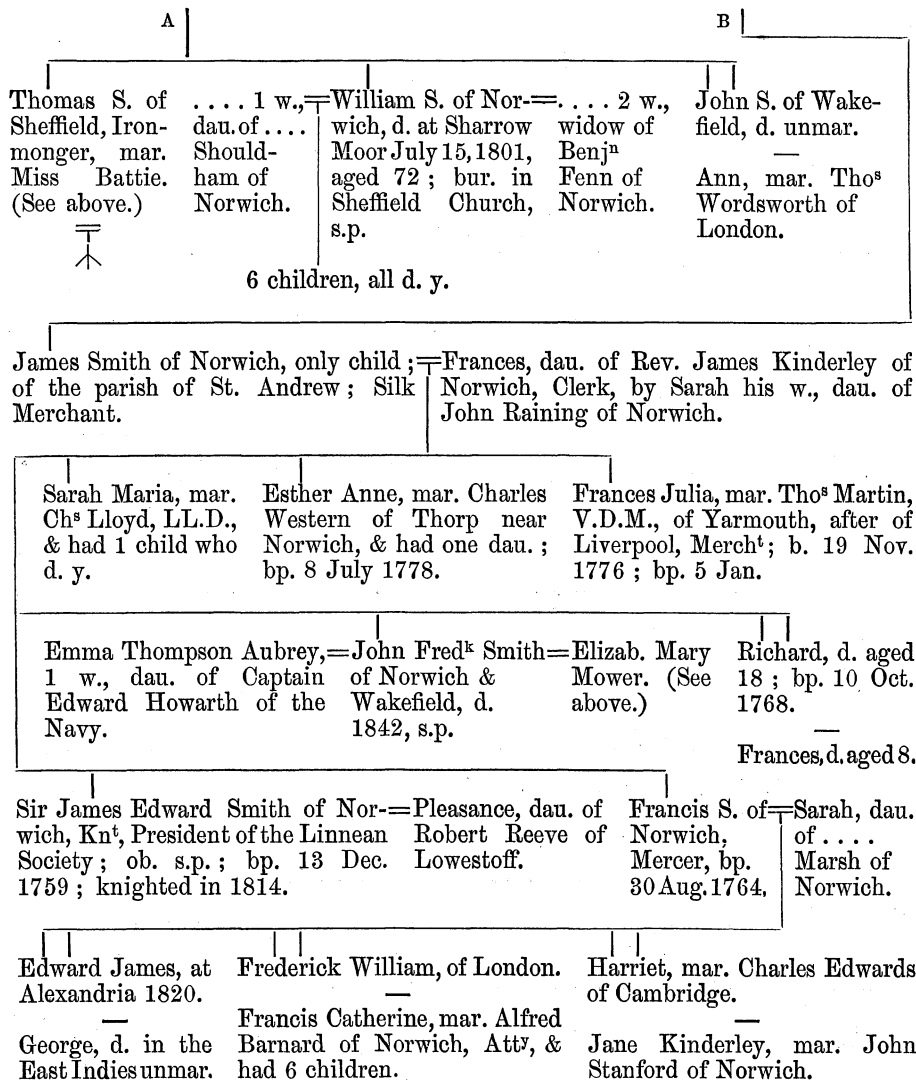 A
B
Thomas S. of
Sheffield, Iron-
monger, mar.
Miss Battie.
(See above.)
. . . . 1 w.,
dau. of . . . .
Should-
ham of
Norwich.
William S. of Nor-
wich, d. at Sharrow
Moor July 15, 1801,
aged 72 ; bur. in
Sheffield Church,
s.p.
. . . . 2 w.,
widow of
Benjⁿ
Fenn of
Norwich.
John S. of Wake-
field, d. unmar.
—
Ann, mar. Thoˢ
Wordsworth of
London.
6 children, all d. y.
James Smith of Norwich, only child ;
of the parish of St. Andrew ; Silk
Merchant.
Frances, dau. of Rev. James Kinderley of
Norwich, Clerk, by Sarah his w., dau. of
John Raining of Norwich.
Sarah Maria, mar.
Chˢ Lloyd, LL.D.,
& had 1 child who
d. y.
Esther Anne, mar. Charles
Western of Thorp near
Norwich, & had one dau. ;
bp. 8 July 1778.
Frances Julia, mar. Thoˢ Martin,
V.D.M., of Yarmouth, after of
Liverpool, Merchᵗ; b. 19 Nov.
1776 ; bp. 5 Jan.
Emma Thompson Aubrey,
1 w., dau. of Captain
Edward Howarth of the
Navy.
John Fredᵏ Smith
of Norwich &
Wakefield, d.
1842, s.p.
Elizab. Mary
Mower. (See
above.)
Richard, d. aged
18 ; bp. 10 Oct.
1768.
—
Frances, d. aged 8.
Sir James Edward Smith of Nor-
wich, Knᵗ, President of the Linnean
Society ; ob. s.p. ; bp. 13 Dec.
1759 ; knighted in 1814.
Pleasance, dau. of
Robert Reeve of
Lowestoff.
Francis S. of
Norwich,
Mercer, bp.
30 Aug. 1764.
Sarah, dau.
of . . . .
Marsh of
Norwich.
Edward James, at
Alexandria 1820.
—
George, d. in the
East Indies unmar.
Frederick William, of London.
—
Francis Catherine, mar. Alfred
Barnard of Norwich, Attʸ, &
had 6 children.
Harriet, mar. Charles Edwards
of Cambridge.
—
Jane Kinderley, mar. John
Stanford of Norwich.